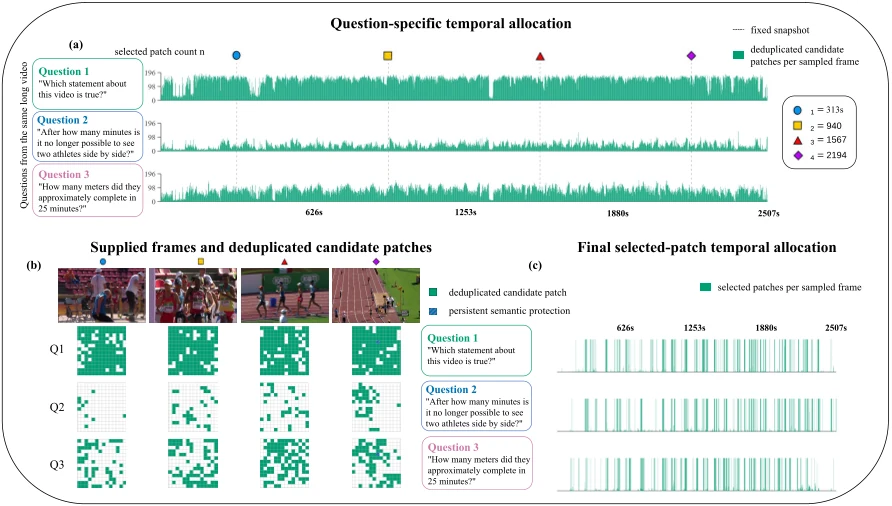 Question-specific temporal allocation
(a)
selected patch count n
fixed snapshot
deduplicated candidate
patches per sampled frame
Questions from the same long video
Question 1
"Which statement about
this video is true?"
196
98
0
Question 2
"After how many minutes is
it no longer possible to see
two athletes side by side?"
196
98
0
Question 3
"How many meters did they
approximately complete in
25 minutes?"
196
98
0
626s
1253s
1880s
2507s
1 = 313s
2 = 940
3 = 1567
4 = 2194
Supplied frames and deduplicated candidate patches
(b)
deduplicated candidate patch
persistent semantic protection
Q1
Q2
Q3
Question 1
"Which statement about
this video is true?"
Question 2
"After how many minutes is
it no longer possible to see
two athletes side by side?"
Question 3
"How many meters did they
approximately complete in
25 minutes?"
Final selected-patch temporal allocation
(c)
selected patches per sampled frame
626s
1253s
1880s
2507s